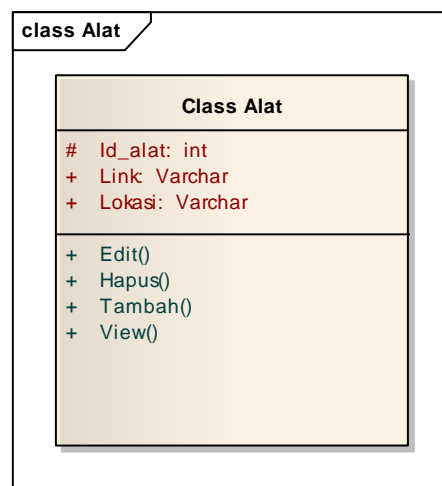 class Alat
Class Alat
# Id_alat: int
+ Link: Varchar
+ Lokasi: Varchar
+ Edit()
+ Hapus()
+ Tambah()
+ View()